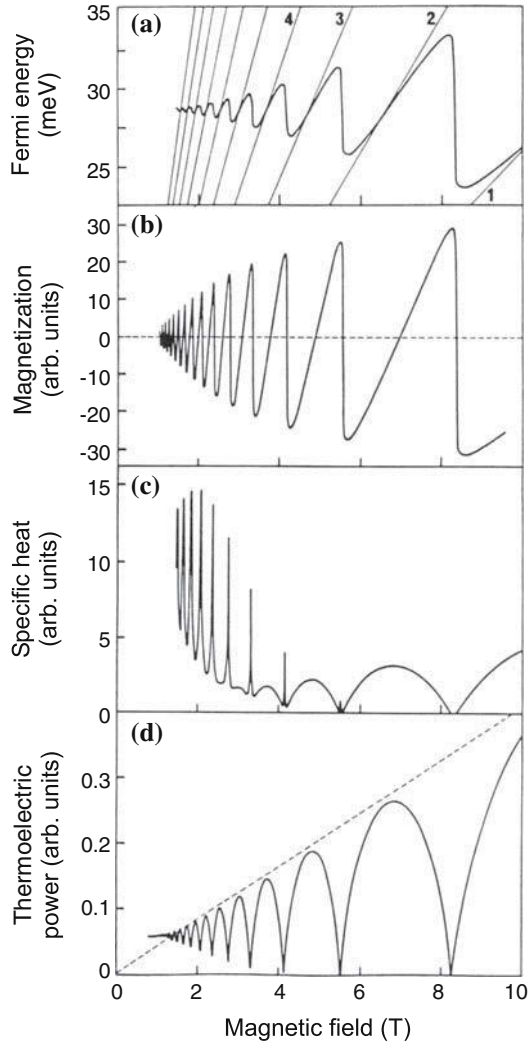 (a)
4
3
2
1
35
30
25
Fermi energy
(meV)
(b)
30
20
10
0
-10
-20
-30
Magnetization
(arb. units)
(c)
15
10
5
0
Specific heat
(arb. units)
(d)
0.3
0.2
0.1
0
Thermoelectric
power (arb. units)
0 2 4 6 8 10
Magnetic field (T)